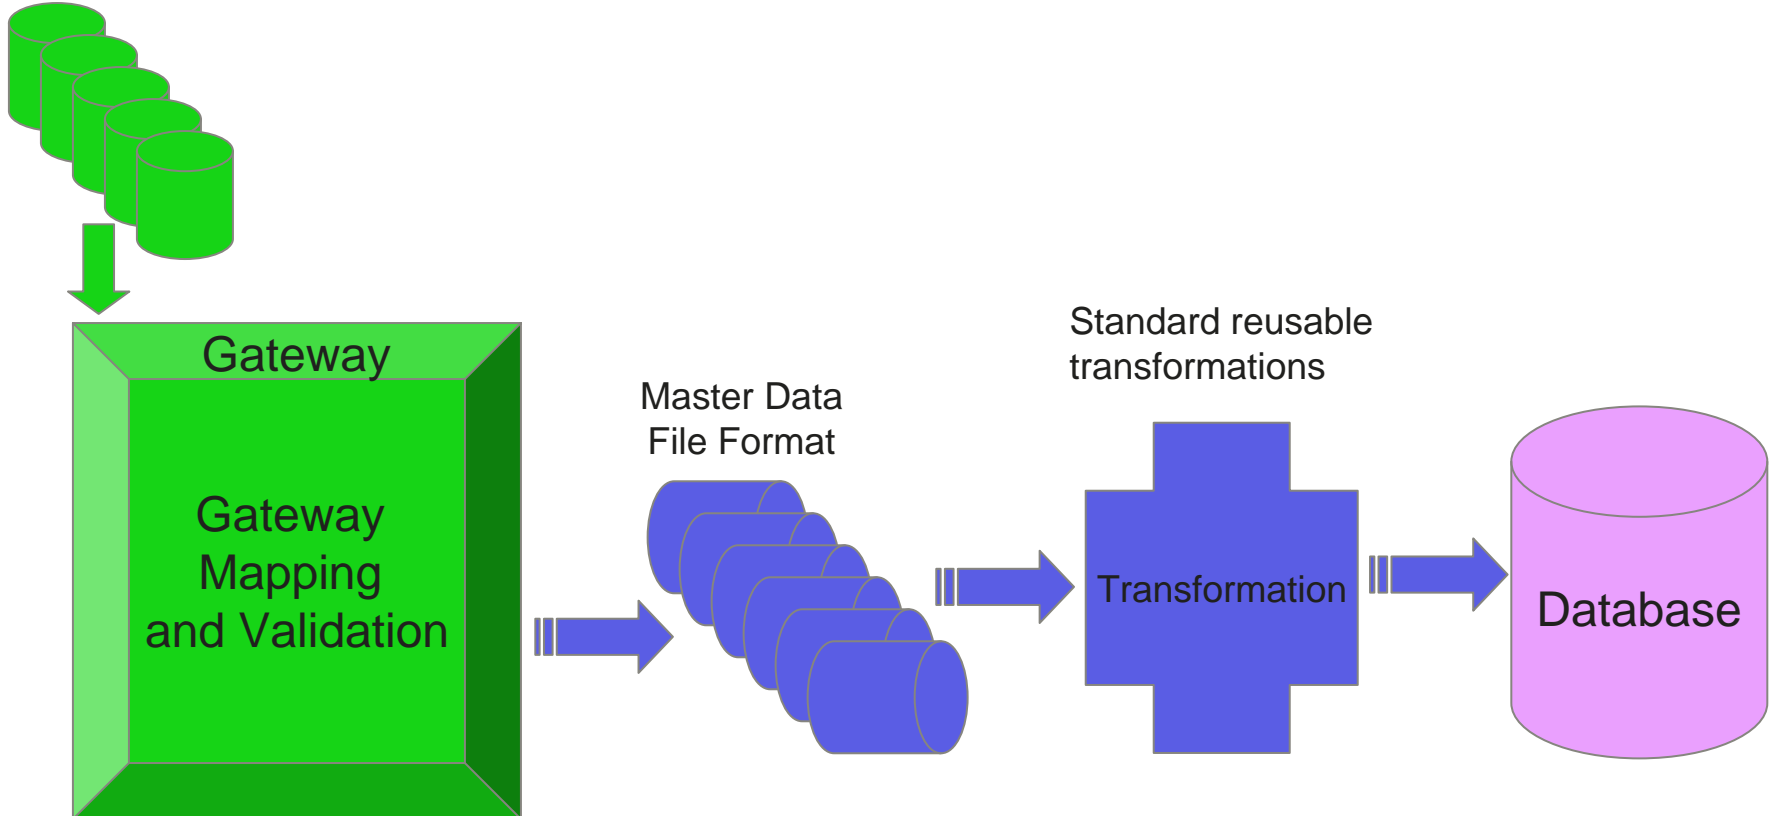 Gateway
Gateway
Mapping
and Validation
Master Data
File Format
Standard reusable
transformations
Transformation
Database